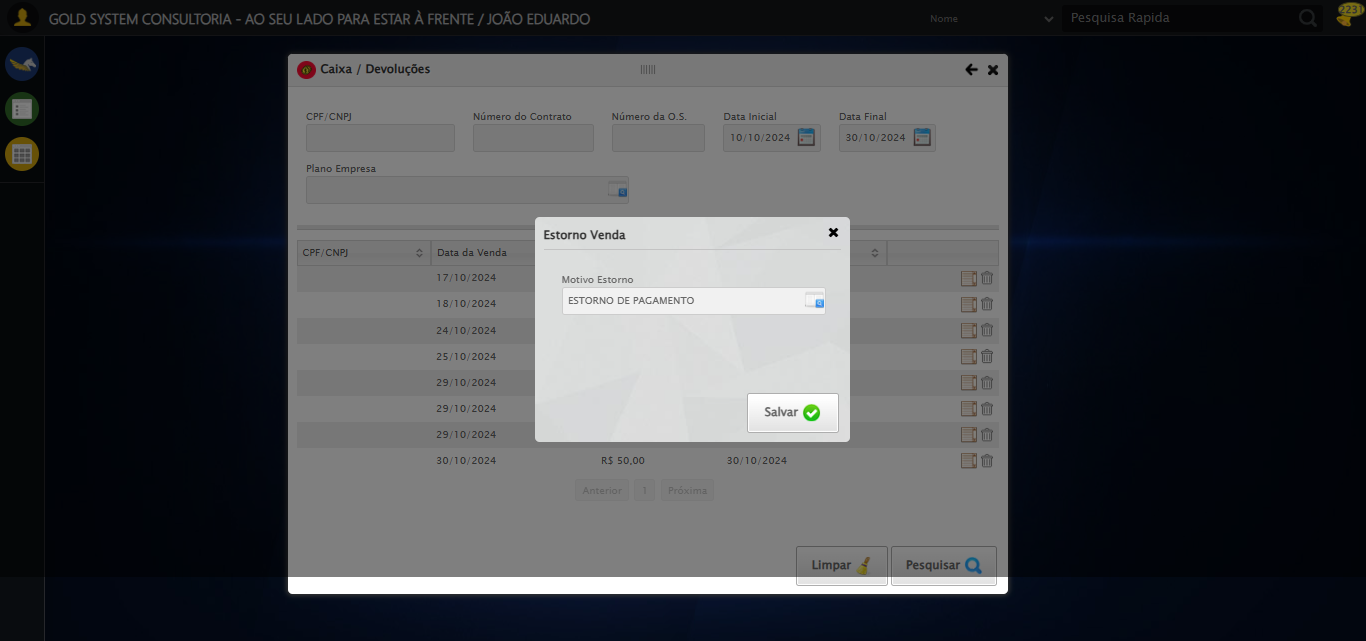 GOLD SYSTEM CONSULTORIA - AO SEU LADO PARA ESTAR À FRENTE / JOÃO EDUARDO
Nome
Pesquisa Rapida
2231
Caixa / Devoluções
CPF/CNPJ Número do Contrato Número da O.S. Data Inicial Data Final
10/10/2024 30/10/2024
Plano Empresa
Estorno Venda
Motivo Estorno
ESTORNO DE PAGAMENTO
Salvar
CPF/CNPJ Data da Venda
17/10/2024
18/10/2024
24/10/2024
25/10/2024
29/10/2024
29/10/2024
29/10/2024
30/10/2024 R$ 50,00 30/10/2024
Anterior 1 Próxima
Limpar Pesquisar